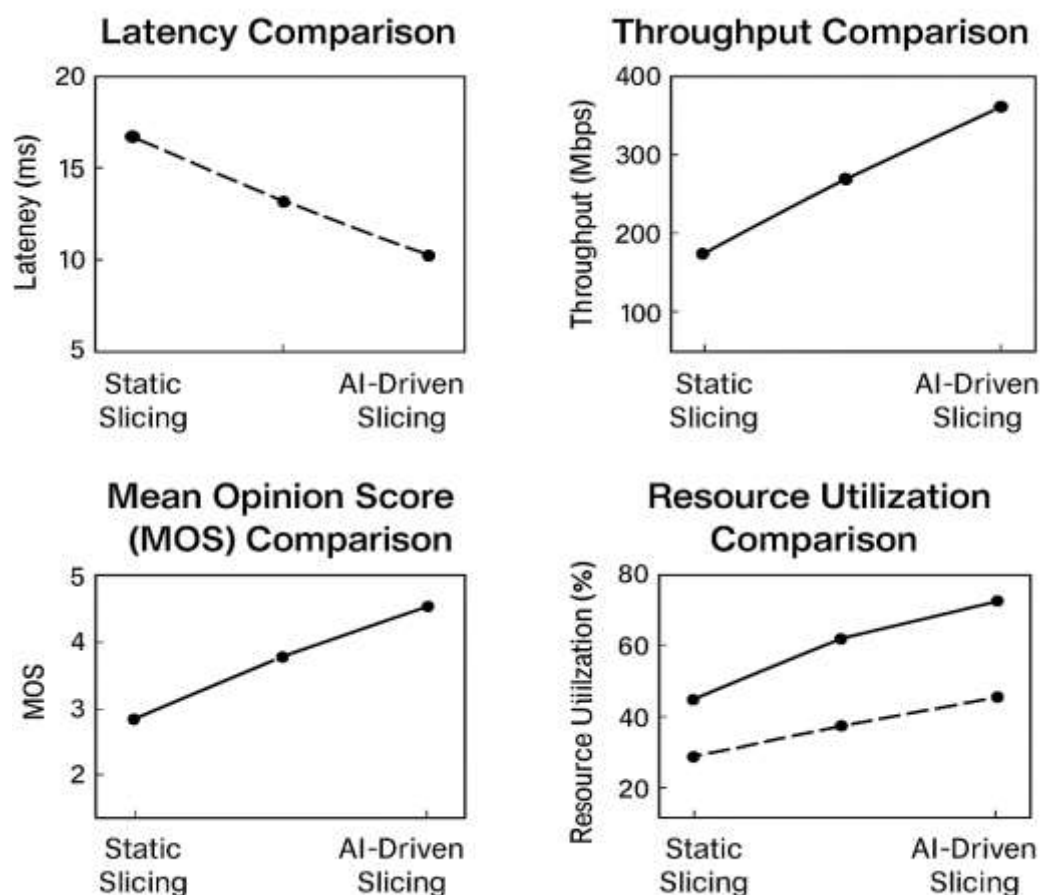 Latency Comparison
20
15
10
5
Lateney (ms)
Static
Slicing
AI-Driven
Slicing
Throughput Comparison
400
300
200
100
Throughput (Mbps)
Static
Slicing
AI-Driven
Slicing
Mean Opinion Score
(MOS) Comparison
5
4
3
2
MOS
Static
Slicing
AI-Driven
Slicing
Resource Utilization
Comparison
80
60
40
20
Resource Utiilzation (%)
Static
Slicing
AI-Driven
Slicing